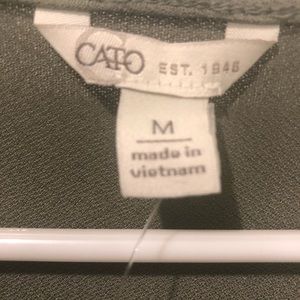 CATO EST. 1946
M
made in
vietnam